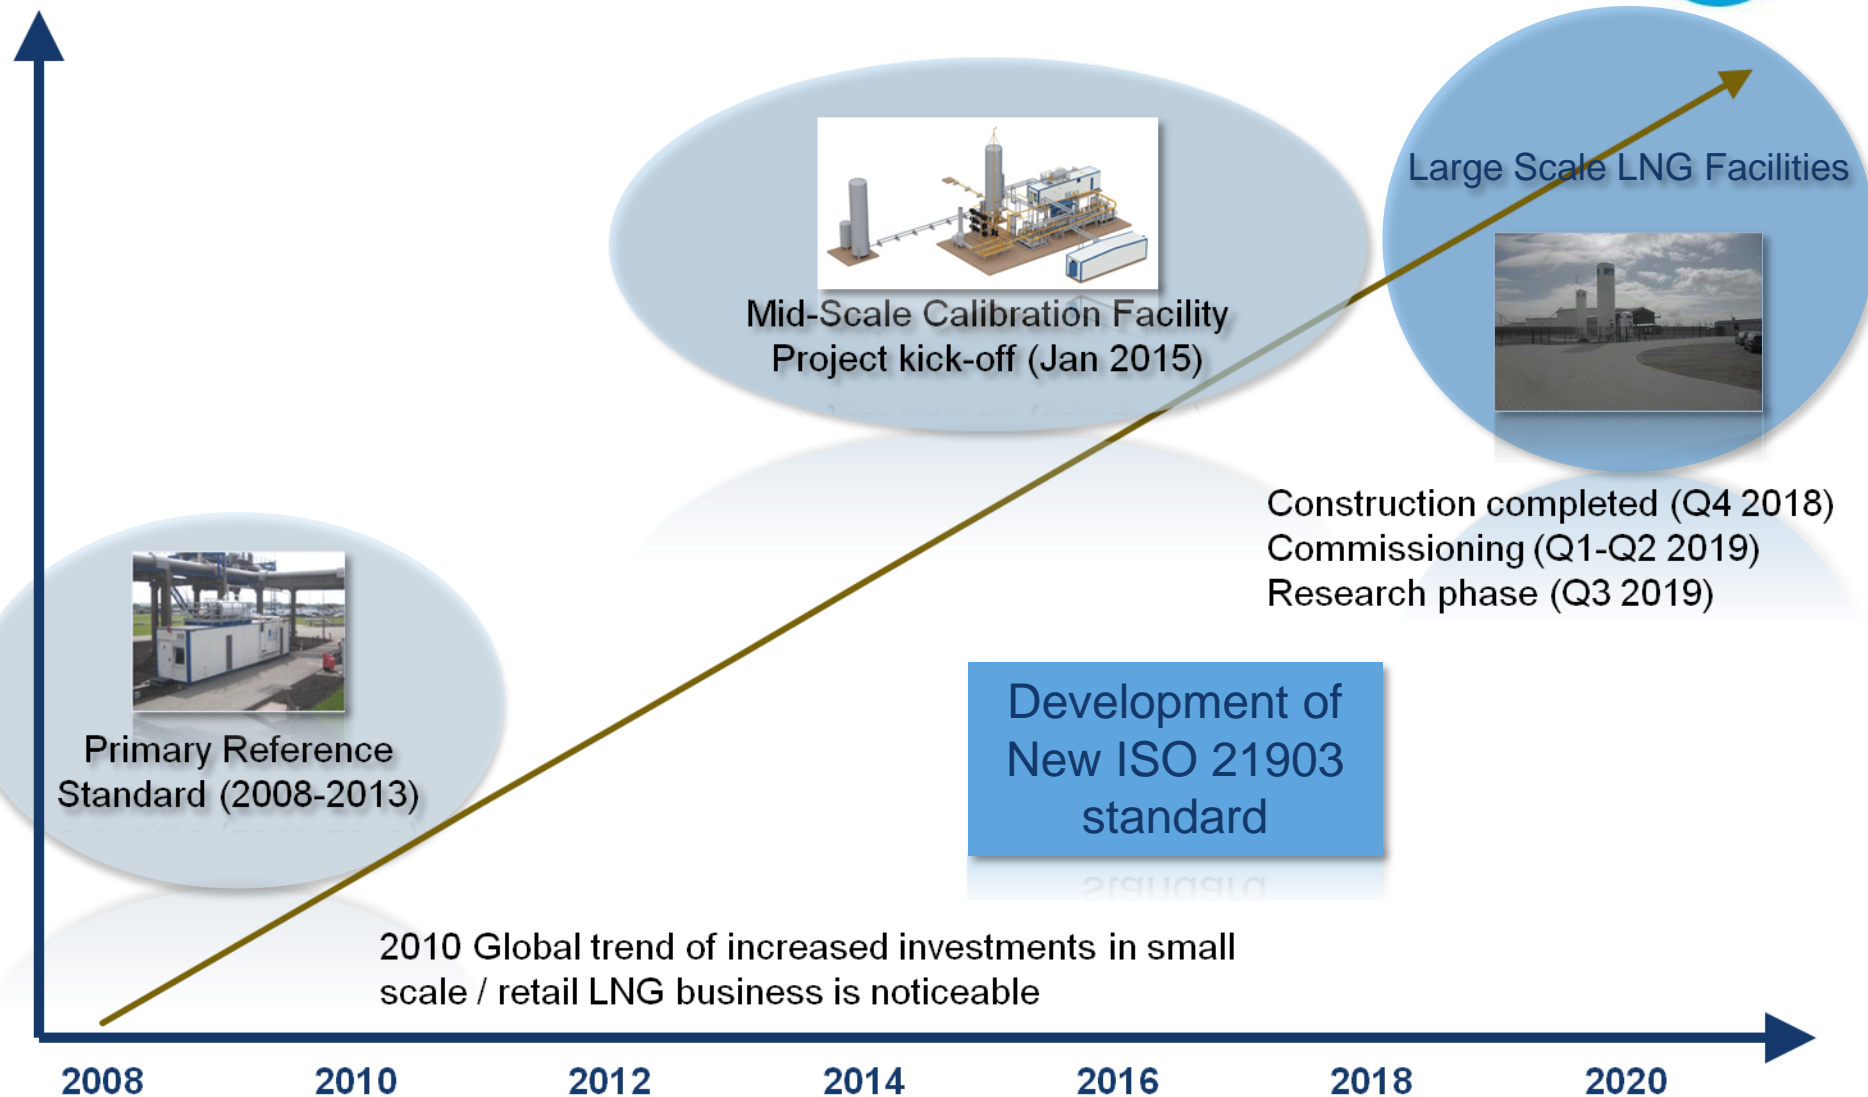 Large Scale LNG Facilities
Mid-Scale Calibration Facility
Project kick-off (Jan 2015)
Construction completed (Q4 2018)
Commissioning (Q1-Q2 2019)
Research phase (Q3 2019)
Primary Reference
Standard (2008-2013)
Development of
New ISO 21903
standard
2010 Global trend of increased investments in small
scale / retail LNG business is noticeable
2008 2010 2012 2014 2016 2018 2020